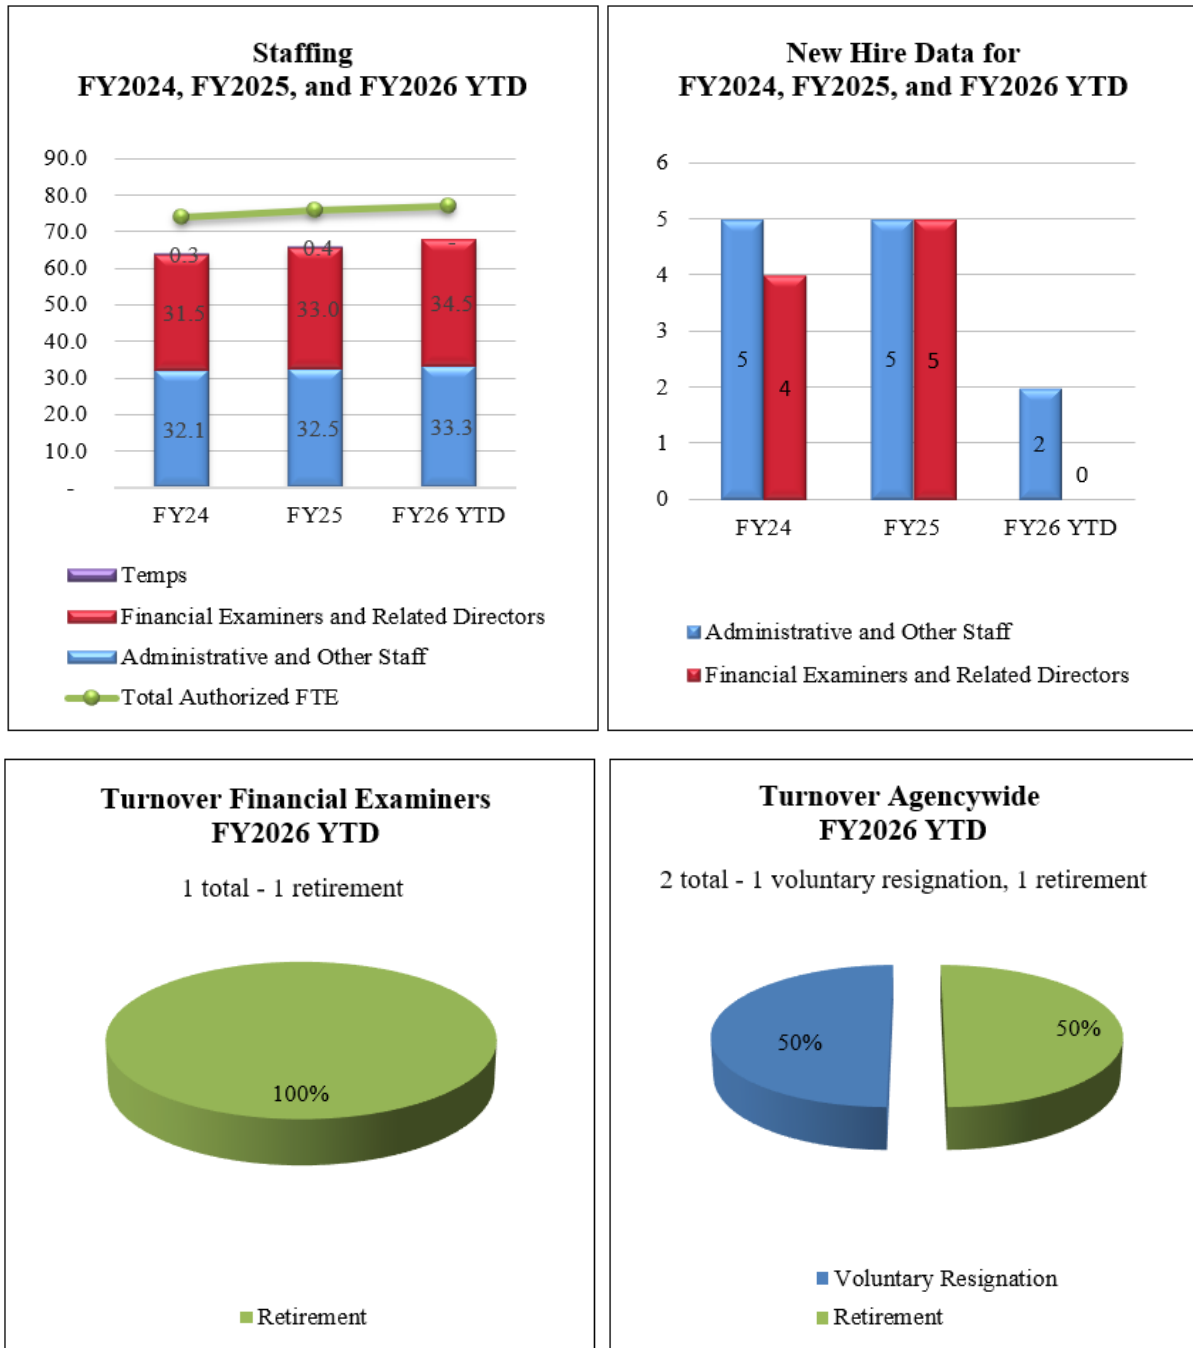 Staffing
FY2024, FY2025, and FY2026 YTD
90.0
80.0
70.0
60.0
50.0
40.0
30.0
20.0
10.0
-
0.3
0.4
-
31.5
33.0
34.5
32.1
32.5
33.3
FY24
FY25
FY26 YTD
Temps
Financial Examiners and Related Directors
Administrative and Other Staff
Total Authorized FTE
New Hire Data for
FY2024, FY2025, and FY2026 YTD
6
5
4
3
2
1
0
5
4
5
5
2
0
FY24
FY25
FY26 YTD
Administrative and Other Staff
Financial Examiners and Related Directors
Turnover Financial Examiners
FY2026 YTD
1 total - 1 retirement
100%
Retirement
Turnover Agencywide
FY2026 YTD
2 total - 1 voluntary resignation, 1 retirement
50%
50%
Voluntary Resignation
Retirement